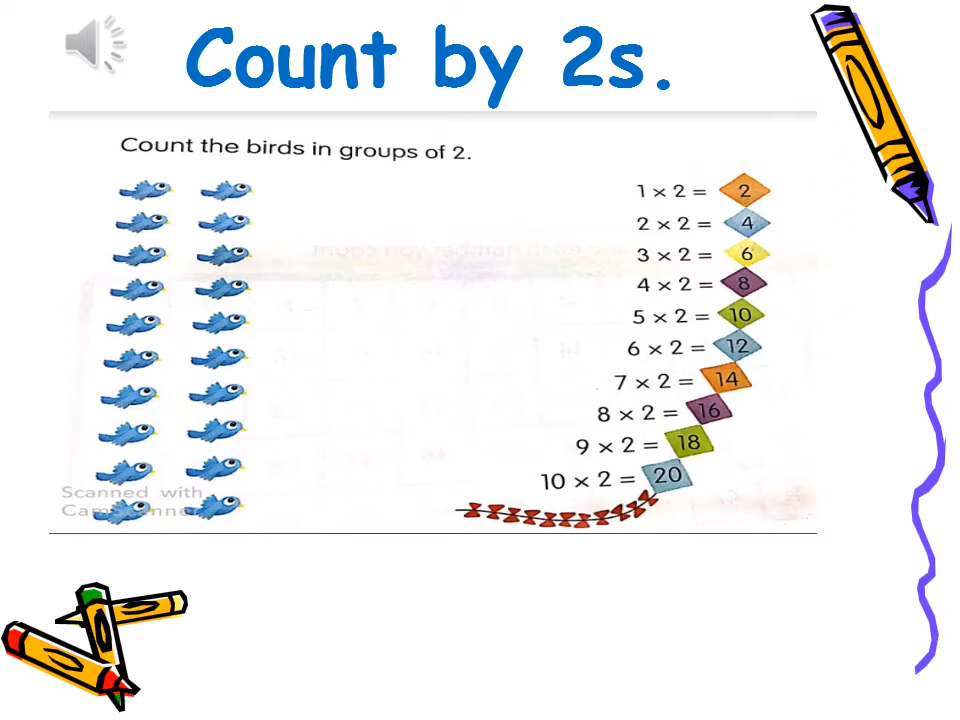 Count by 2s.
Count the birds in groups of 2.
1 × 2 = 2
2 × 2 = 4
3 × 2 = 6
4 × 2 = 8
5 × 2 = 10
6 × 2 = 12
7 × 2 = 14
8 × 2 = 16
9 × 2 = 18
10 × 2 = 20
Scanned with